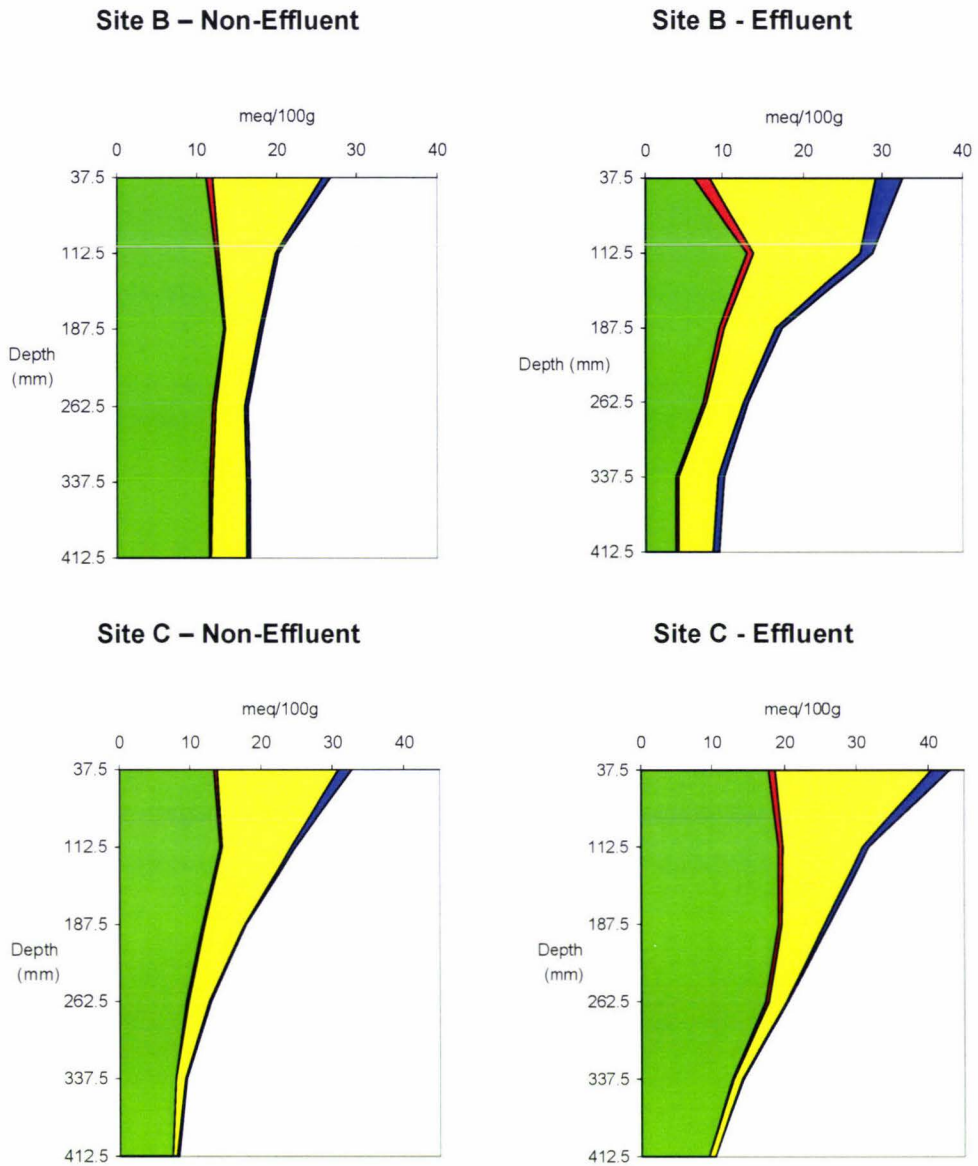 Site B – Non-Effluent
meq/100g
0 10 20 30 40
37.5
112.5
187.5
Depth
(mm)
262.5
337.5
412.5
Site B - Effluent
meq/100g
0 10 20 30 40
37.5
112.5
187.5
Depth (mm)
262.5
337.5
412.5
Site C – Non-Effluent
meq/100g
0 10 20 30 40
37.5
112.5
187.5
Depth
(mm)
262.5
337.5
412.5
Site C - Effluent
meq/100g
0 10 20 30 40
37.5
112.5
187.5
Depth
(mm)
262.5
337.5
412.5